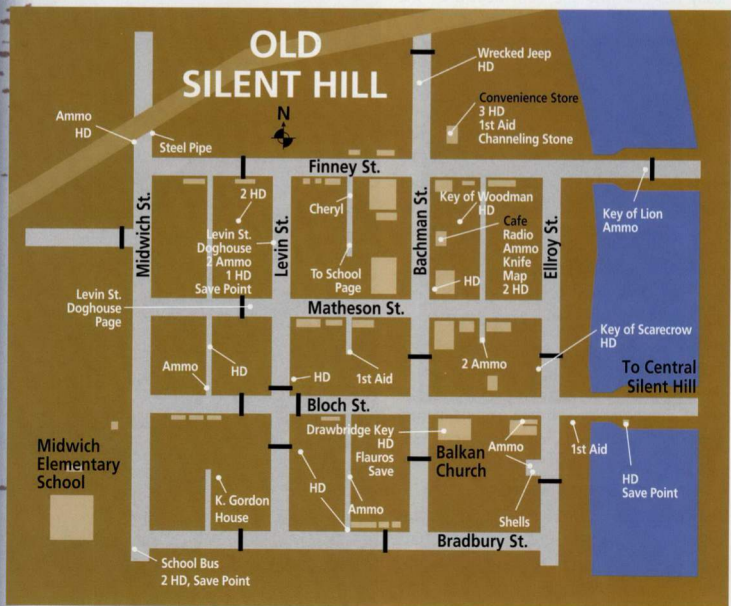 OLD
SILENT HILL
N
Wrecked Jeep
HD
Convenience Store
3 HD
1st Aid
Channeling Stone
Ammo
HD
Steel Pipe
Finney St.
Midwich St.
Levin St.
Bachman St.
Ellroy St.
2 HD
Cheryl
Key of Woodman
HD
Cafe
Radio
Ammo
Knife
Map
2 HD
Key of Lion
Ammo
Levin St.
Doghouse
2 Ammo
1 HD
Save Point
To School
Page
HD
Levin St.
Doghouse
Page
Matheson St.
Key of Scarecrow
HD
Ammo
HD
HD
1st Aid
2 Ammo
To Central
Silent Hill
Bloch St.
Midwich
Elementary
School
Drawbridge Key
HD
Flauros
Save
Balkan
Church
Ammo
1st Aid
HD
Save Point
K. Gordon
House
HD
Ammo
Shells
Bradbury St.
School Bus
2 HD, Save Point